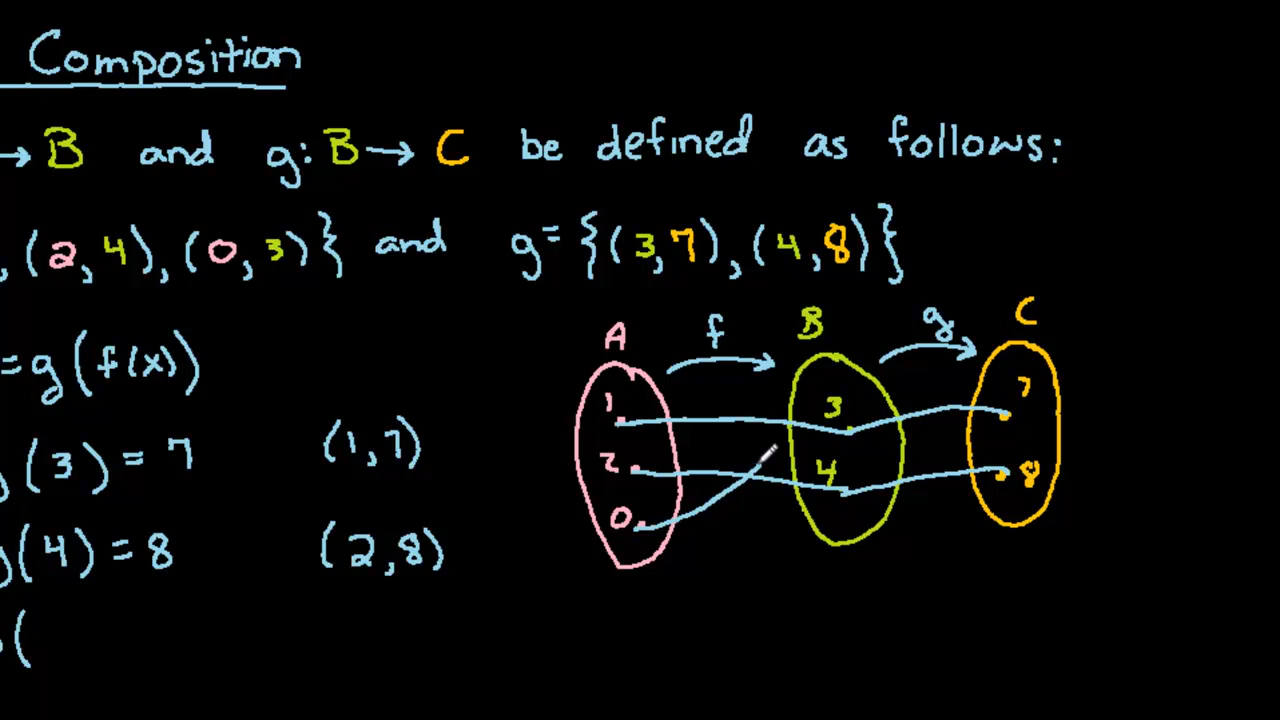 Composition
→ B and g: B → C be defined as follows:
, (2,4), (0,3)} and g = {(3,7), (4,8)}
A f B g C
= g(f(x))
1 3 7
g(3) = 7 (1,7)
2 4 8
0
g(4) = 8 (2,8)
(